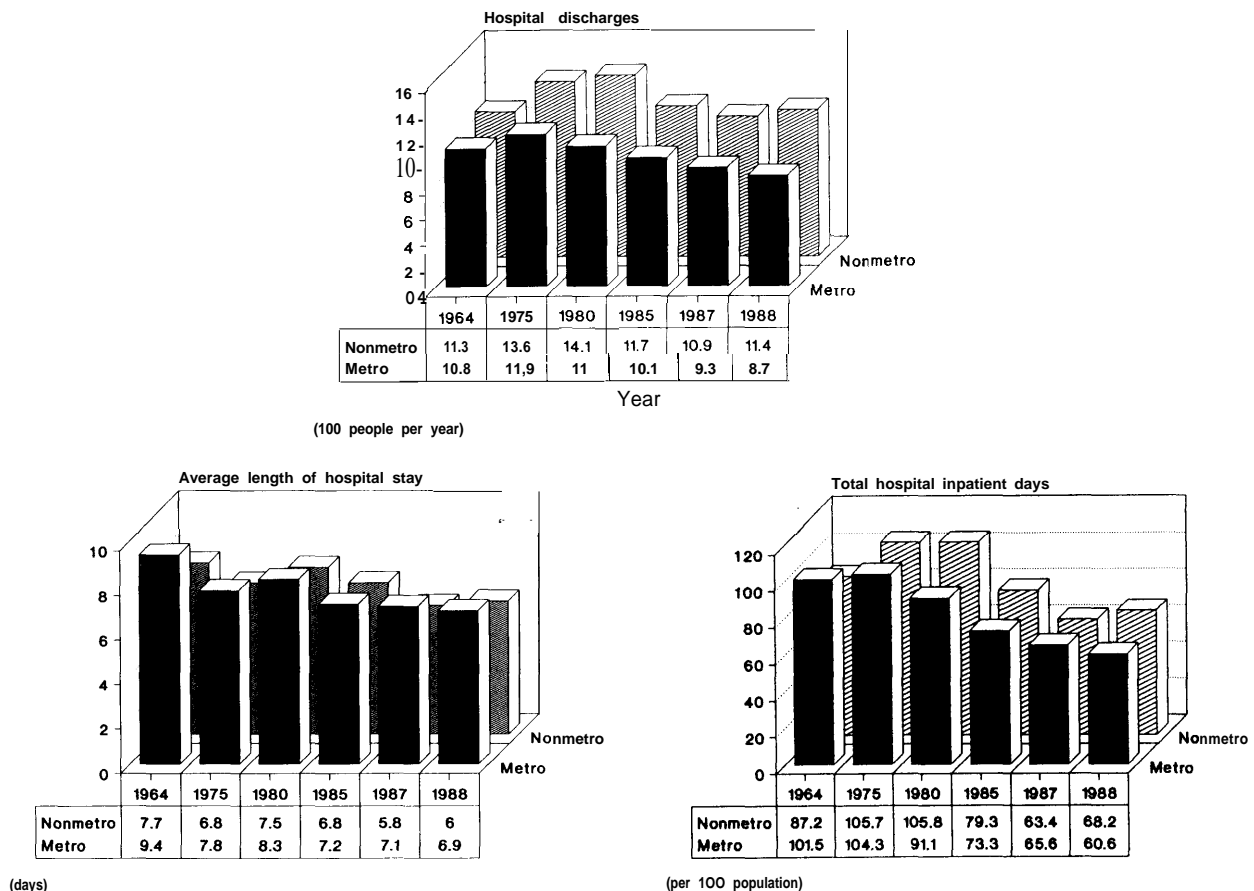 Hospital discharges
16
14
12
10
8
6
4
2
04
Nonmetro
Metro
1964 1975 1980 1985 1987 1988
Nonmetro 11.3 13.6 14.1 11.7 10.9 11.4
Metro 10.8 11,9 11 10.1 9.3 8.7
Year
(100 people per year)
Average length of hospital stay
10
8
6
4
2
0
Nonmetro
Metro
1964 1975 1980 1985 1987 1988
Nonmetro 7.7 6.8 7.5 6.8 5.8 6
Metro 9.4 7.8 8.3 7.2 7.1 6.9
(days)
Total hospital inpatient days
120
100
80
60
40
20
0
Nonmetro
Metro
1964 1975 1980 1985 1987 1988
Nonmetro 87.2 105.7 105.8 79.3 63.4 68.2
Metro 101.5 104.3 91.1 73.3 65.6 60.6
(per 100 population)